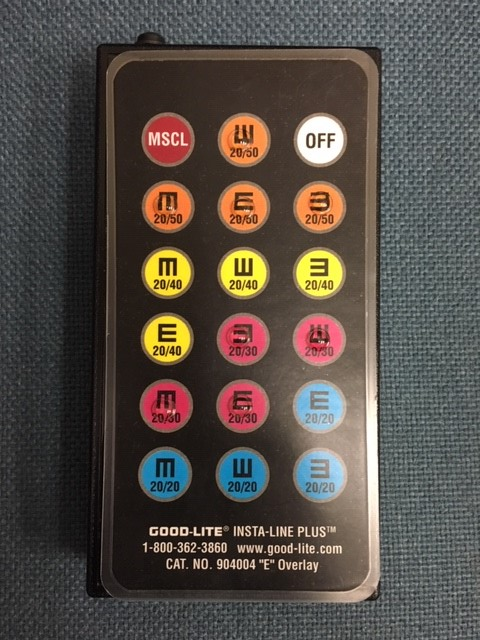 MSCL Ш 20/50 OFF
M 20/50 E 20/50 Ǝ 20/50
M 20/40 Ш 20/40 Ǝ 20/40
E 20/40 Ǝ 20/30 Ш 20/30
M 20/30 E 20/30 E 20/20
M 20/20 Ш 20/20 Ǝ 20/20
GOOD-LITE® INSTA-LINE PLUS™
1-800-362-3860 www.good-lite.com
CAT. NO. 904004 "E" Overlay